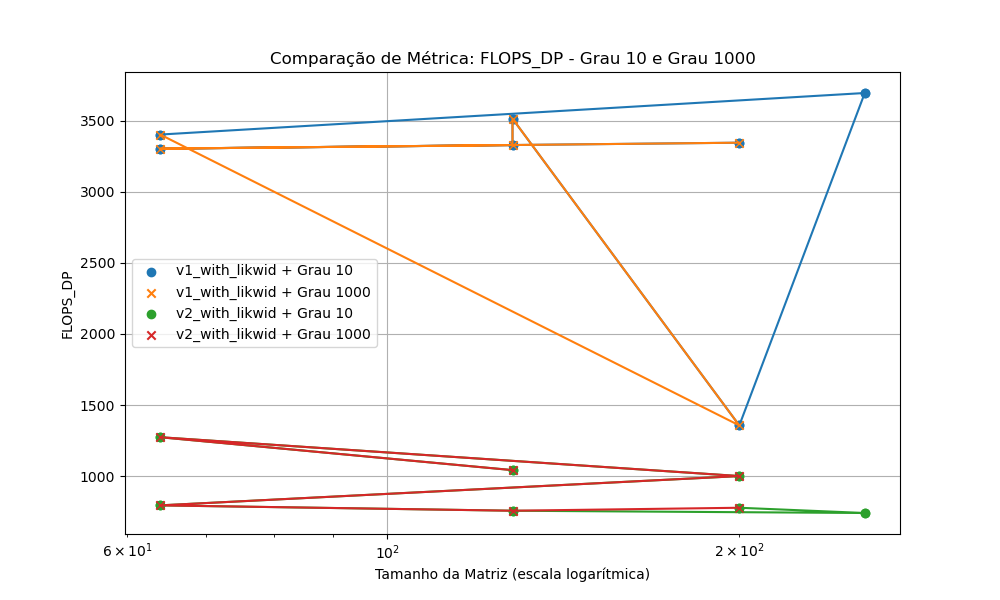 Comparação de Métrica: FLOPS_DP - Grau 10 e Grau 1000
FLOPS_DP
3500
3000
2500
2000
1500
1000
v1_with_likwid + Grau 10
v1_with_likwid + Grau 1000
v2_with_likwid + Grau 10
v2_with_likwid + Grau 1000
6 × 10¹
10²
2 × 10²
Tamanho da Matriz (escala logarítmica)